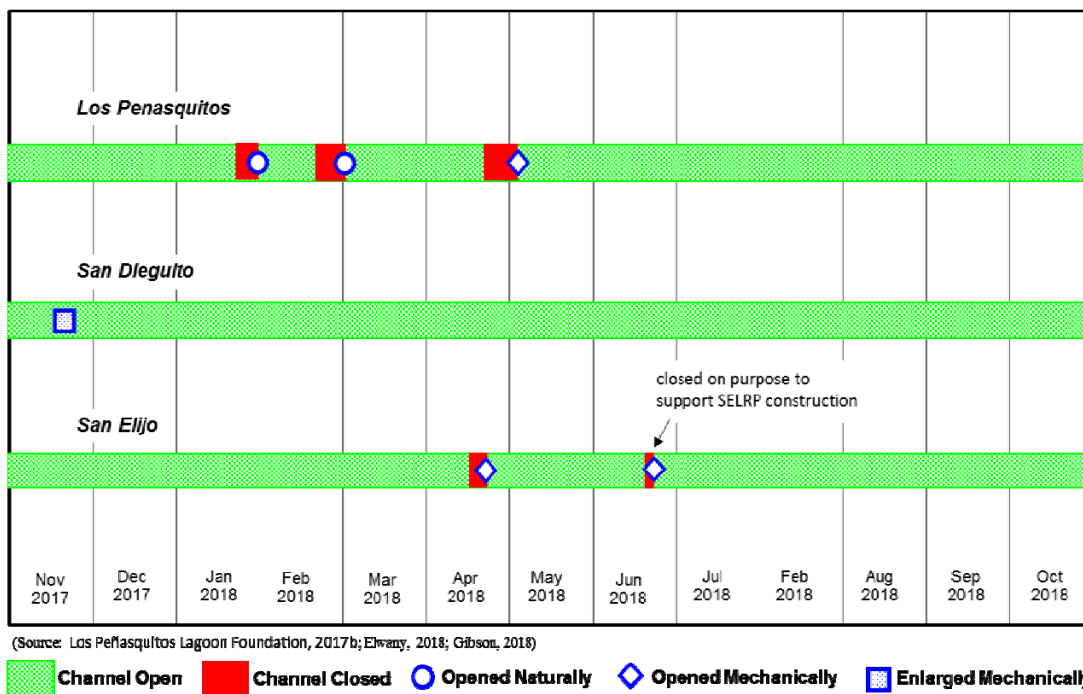 Los Penasquitos
San Dieguito
closed on purpose to
support SELRP construction
San Elijo
Nov Dec Jan Feb Mar Apr May Jun Jul Feb Aug Sep Oct
2017 2017 2018 2018 2018 2018 2018 2018 2018 2018 2018 2018 2018
(Source: Los Peñasquitos Lagoon Foundation, 2017b; Elwany, 2018; Gibson, 2018)
Channel Open Channel Closed Opened Naturally Opened Mechanically Enlarged Mechanically